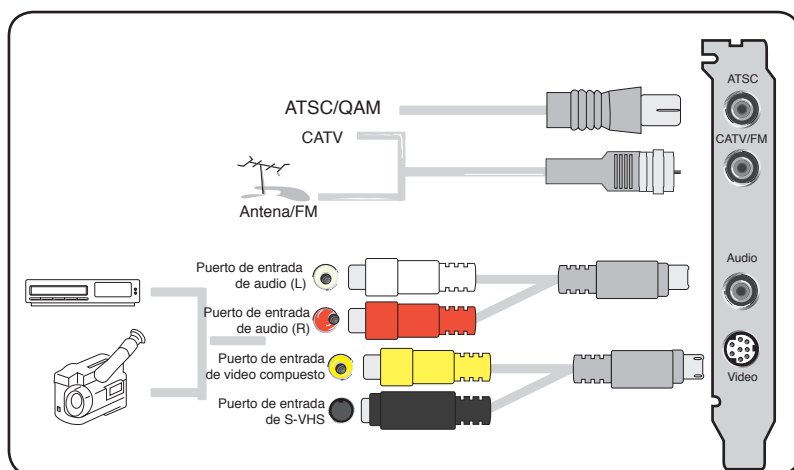 ATSC/QAM
CATV
Antena/FM
Puerto de entrada
de audio (L)
Puerto de entrada
de audio (R)
Puerto de entrada
de video compuesto
Puerto de entrada
de S-VHS
ATSC
CATV/FM
Audio
Video